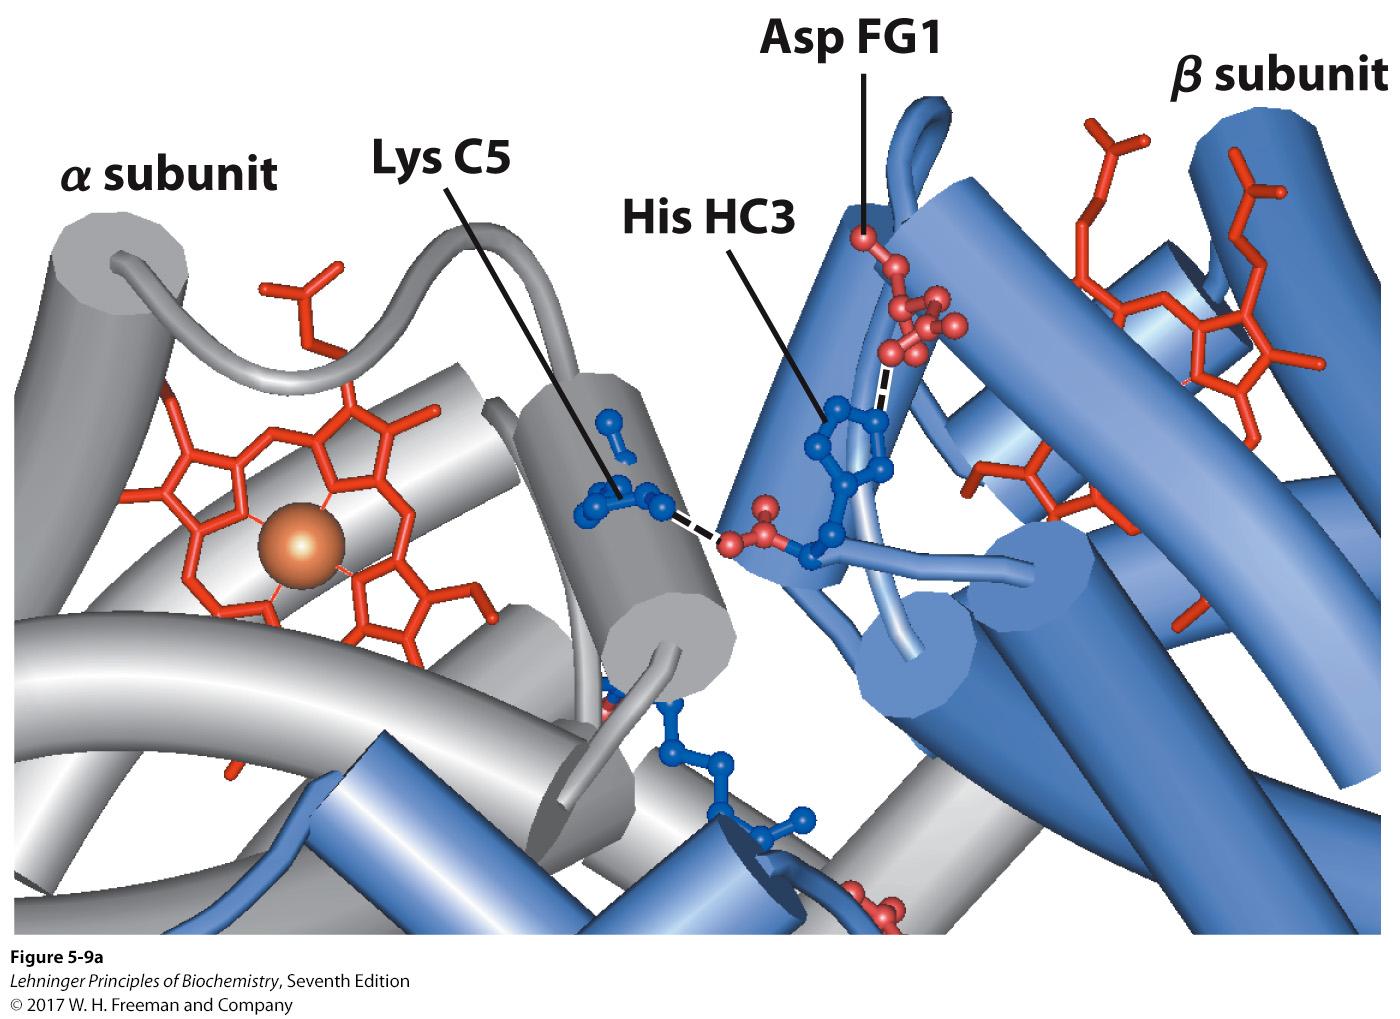 Asp FG1
β subunit
Lys C5
α subunit
His HC3
Figure 5-9a
Lehninger Principles of Biochemistry, Seventh Edition
© 2017 W. H. Freeman and Company